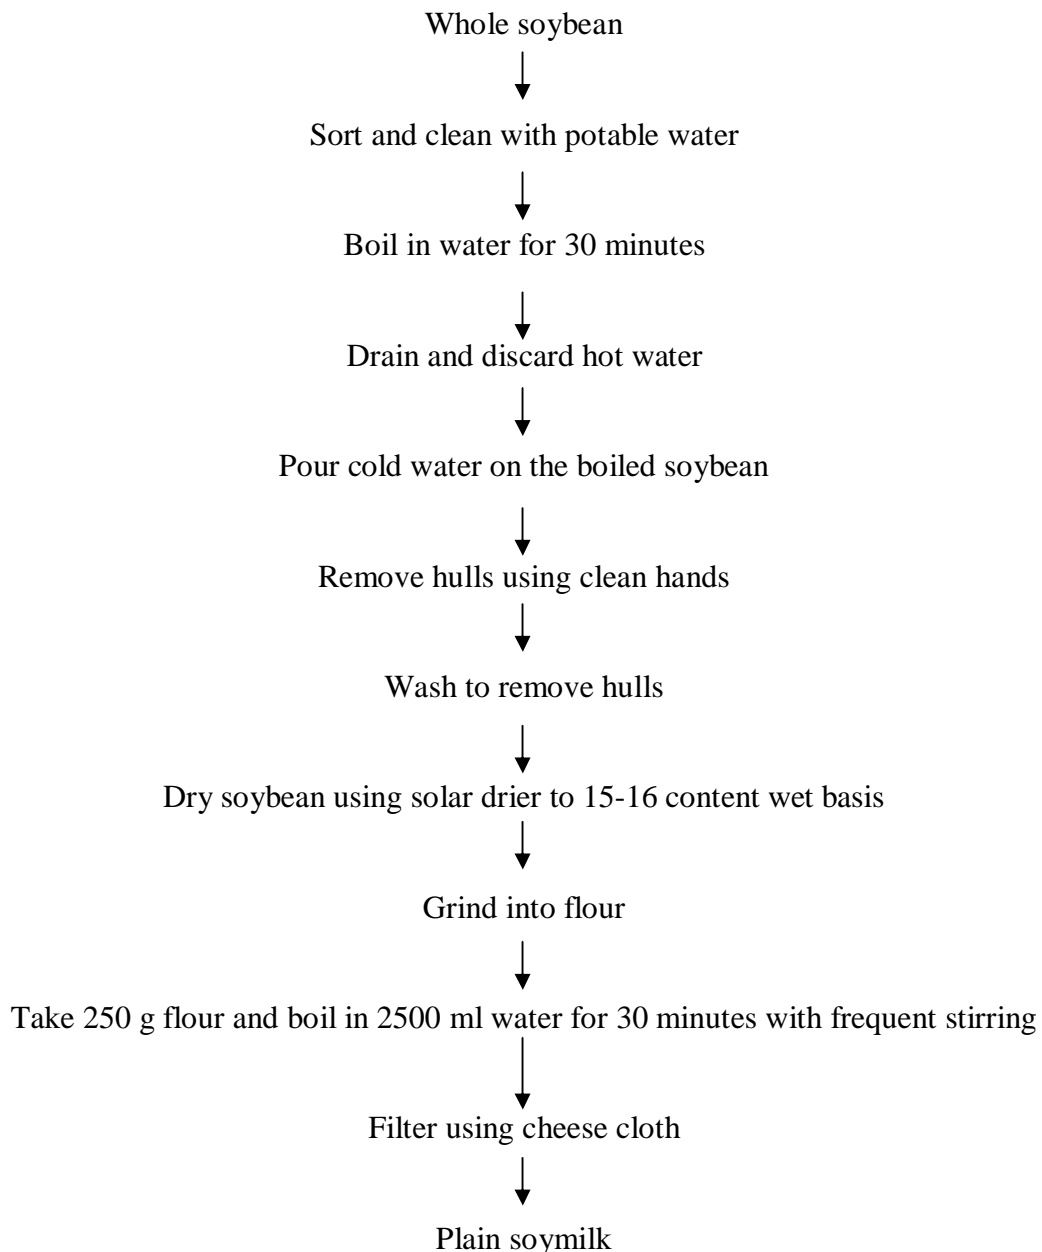 Whole soybean
Sort and clean with potable water
Boil in water for 30 minutes
Drain and discard hot water
Pour cold water on the boiled soybean
Remove hulls using clean hands
Wash to remove hulls
Dry soybean using solar drier to 15-16 content wet basis
Grind into flour
Take 250 g flour and boil in 2500 ml water for 30 minutes with frequent stirring
Filter using cheese cloth
Plain soymilk